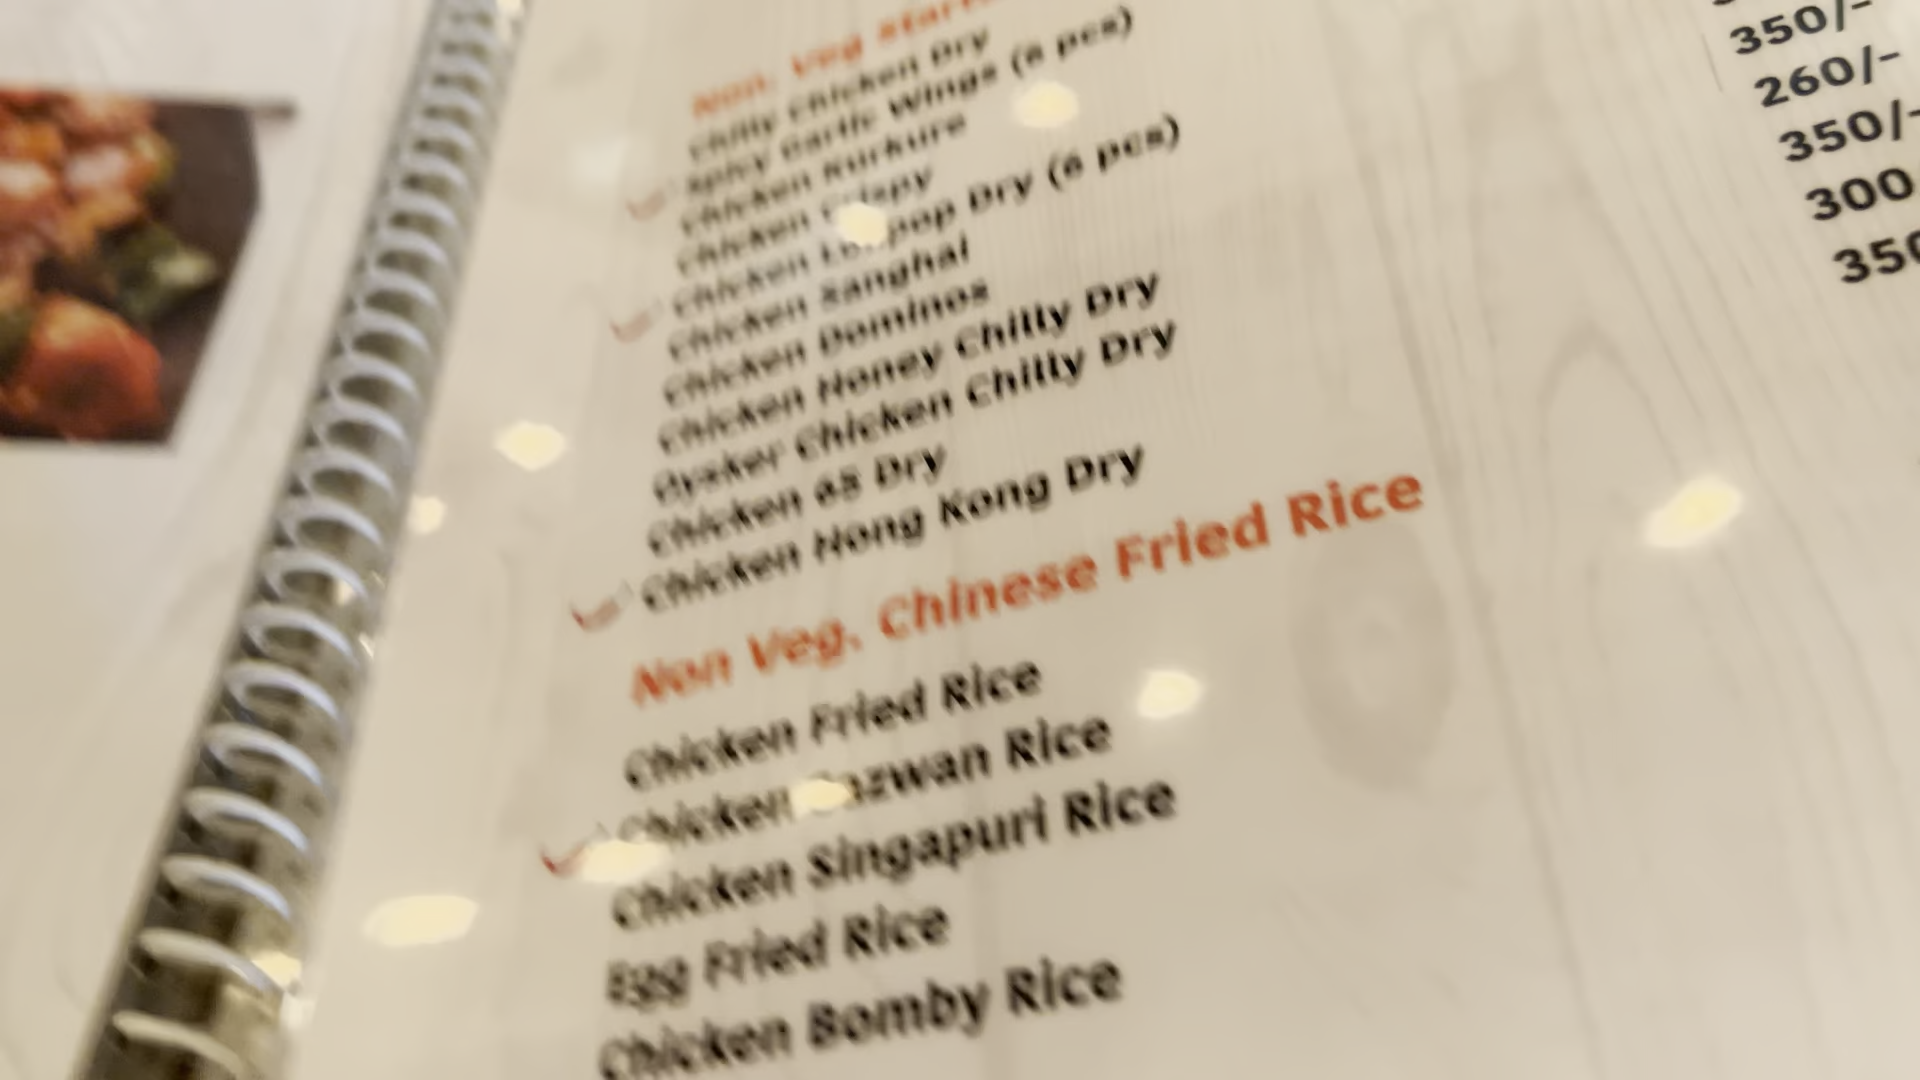 Non. Veg
Chilly Chicken Dry
Spicy Garlic Wings (6 pcs)
Chicken Kurkure
Chicken Crispy
Chicken Dry (6 pcs)
Chicken Sanghai
Chicken Dominos
Chicken Honey Chilly Dry
Oyster Chicken Chilly Dry
Chicken 65 Dry
Chicken Hong Kong Dry
Non Veg. Chinese Fried Rice
Chicken Fried Rice
Chicken Rice
Chicken Singapuri Rice
Egg Fried Rice
Chicken Bomby Rice
350/-
260/-
350/-
300
350